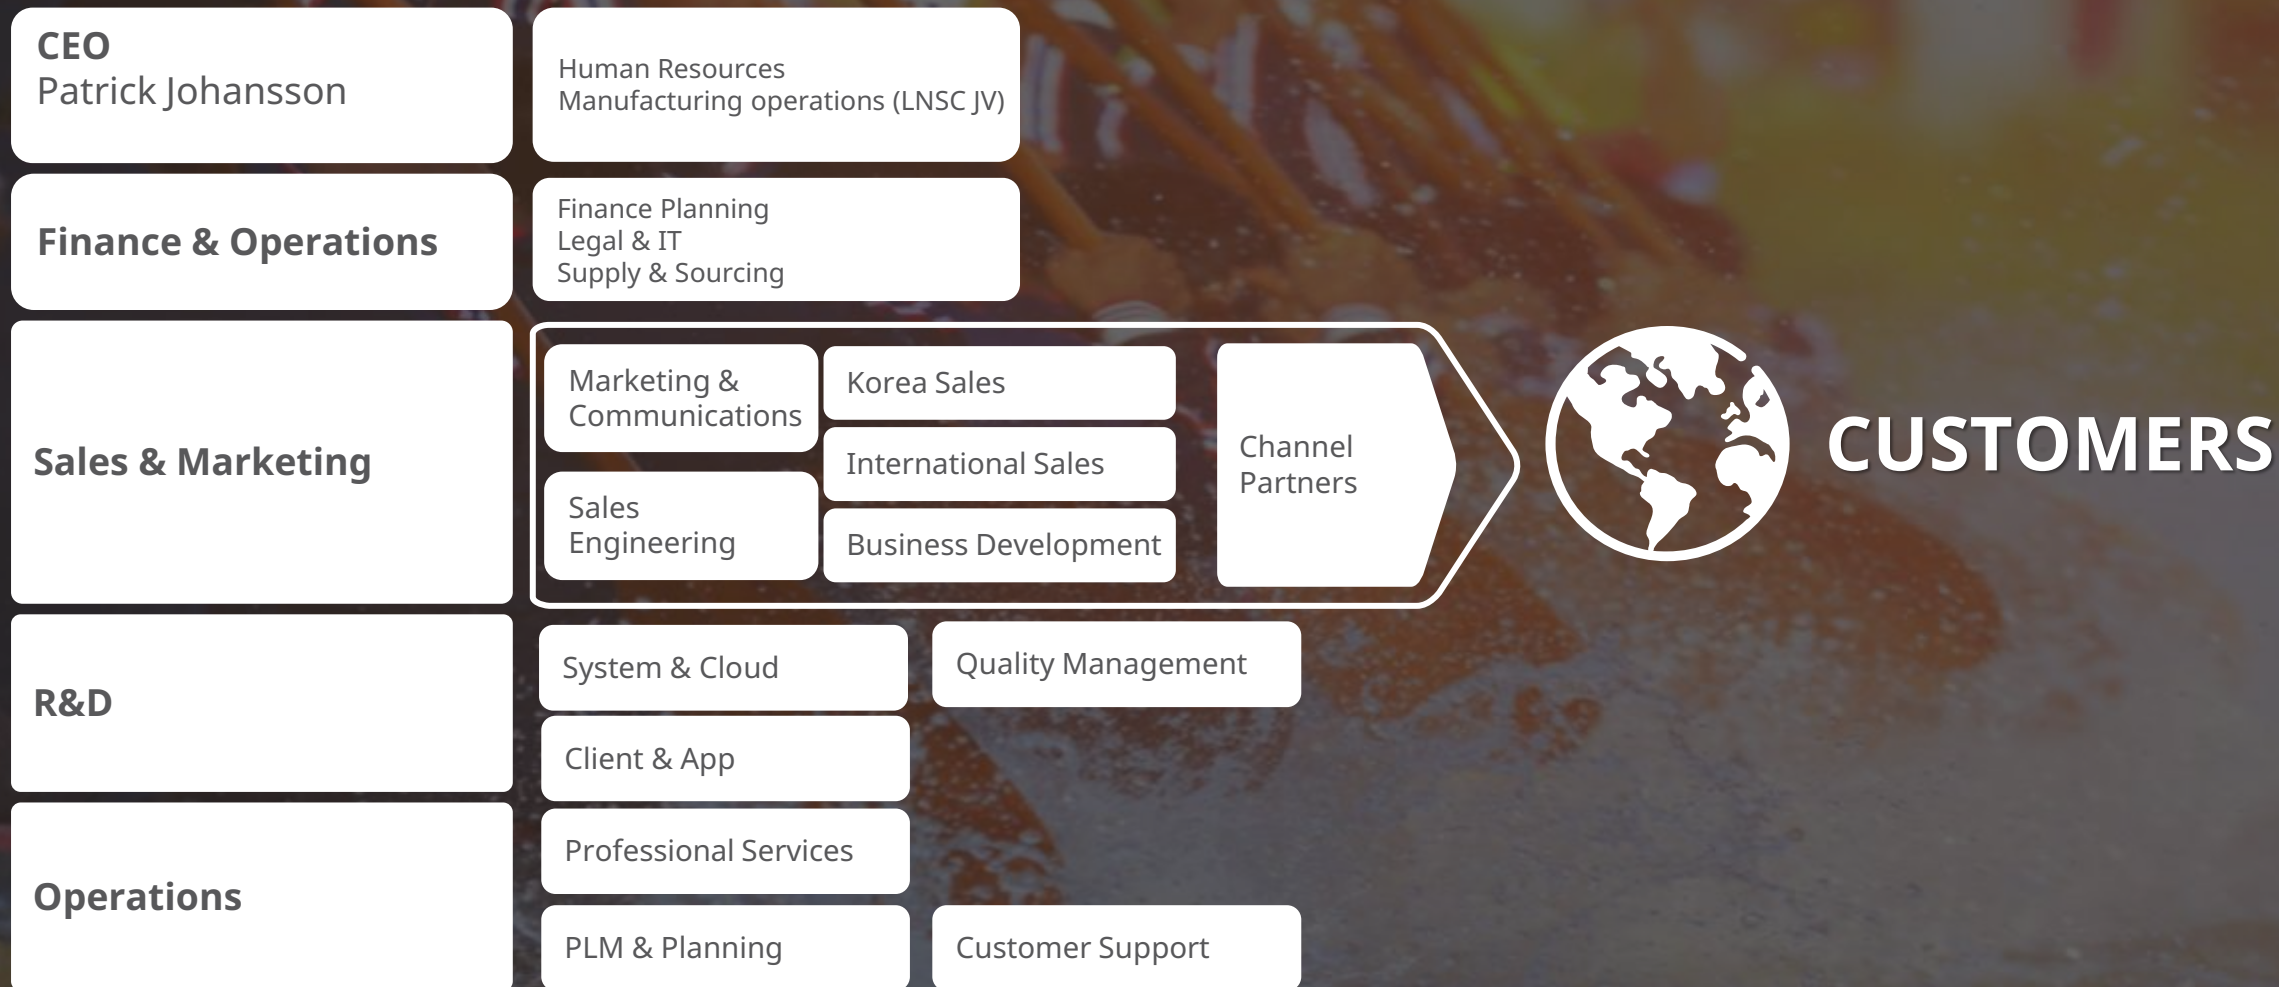 CEO
Patrick Johansson
Human Resources
Manufacturing operations (LNSC JV)
Finance & Operations
Finance Planning
Legal & IT
Supply & Sourcing
Sales & Marketing
Marketing &
Communications
Sales
Engineering
Korea Sales
International Sales
Business Development
Channel
Partners
CUSTOMERS
R&D
System & Cloud
Quality Management
Client & App
Operations
Professional Services
PLM & Planning
Customer Support